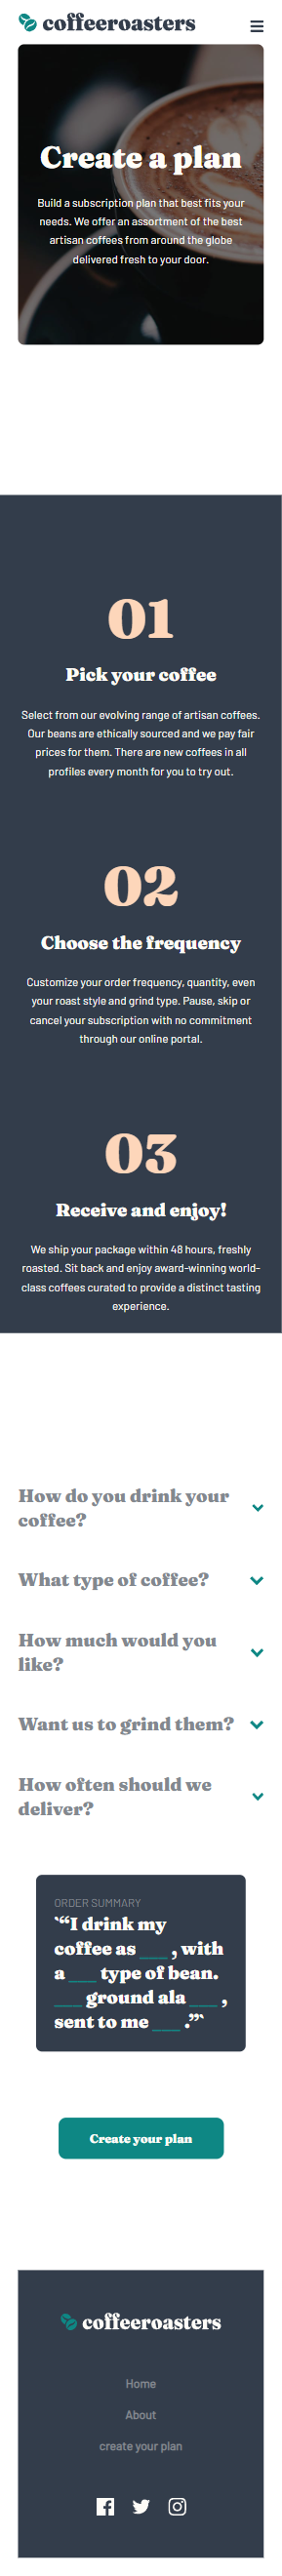 coffeeroasters
Create a plan
Build a subscription plan that best fits your
needs. We offer an assortment of the best
artisan coffees from around the globe
delivered fresh to your door.
01
Pick your coffee
Select from our evolving range of artisan coffees.
Our beans are ethically sourced and we pay fair
prices for them. There are new coffees in all
profiles every month for you to try out.
02
Choose the frequency
Customize your order frequency, quantity, even
your roast style and grind type. Pause, skip or
cancel your subscription with no commitment
through our online portal.
03
Receive and enjoy!
We ship your package within 48 hours, freshly
roasted. Sit back and enjoy award-winning world-
class coffees curated to provide a distinct tasting
experience.
How do you drink your
coffee?
What type of coffee?
How much would you
like?
Want us to grind them?
How often should we
deliver?
ORDER SUMMARY
`“I drink my
coffee as ___ , with
a ___ type of bean.
___ ground ala ___ ,
sent to me ___ .”`
Create your plan
coffeeroasters
Home
About
create your plan